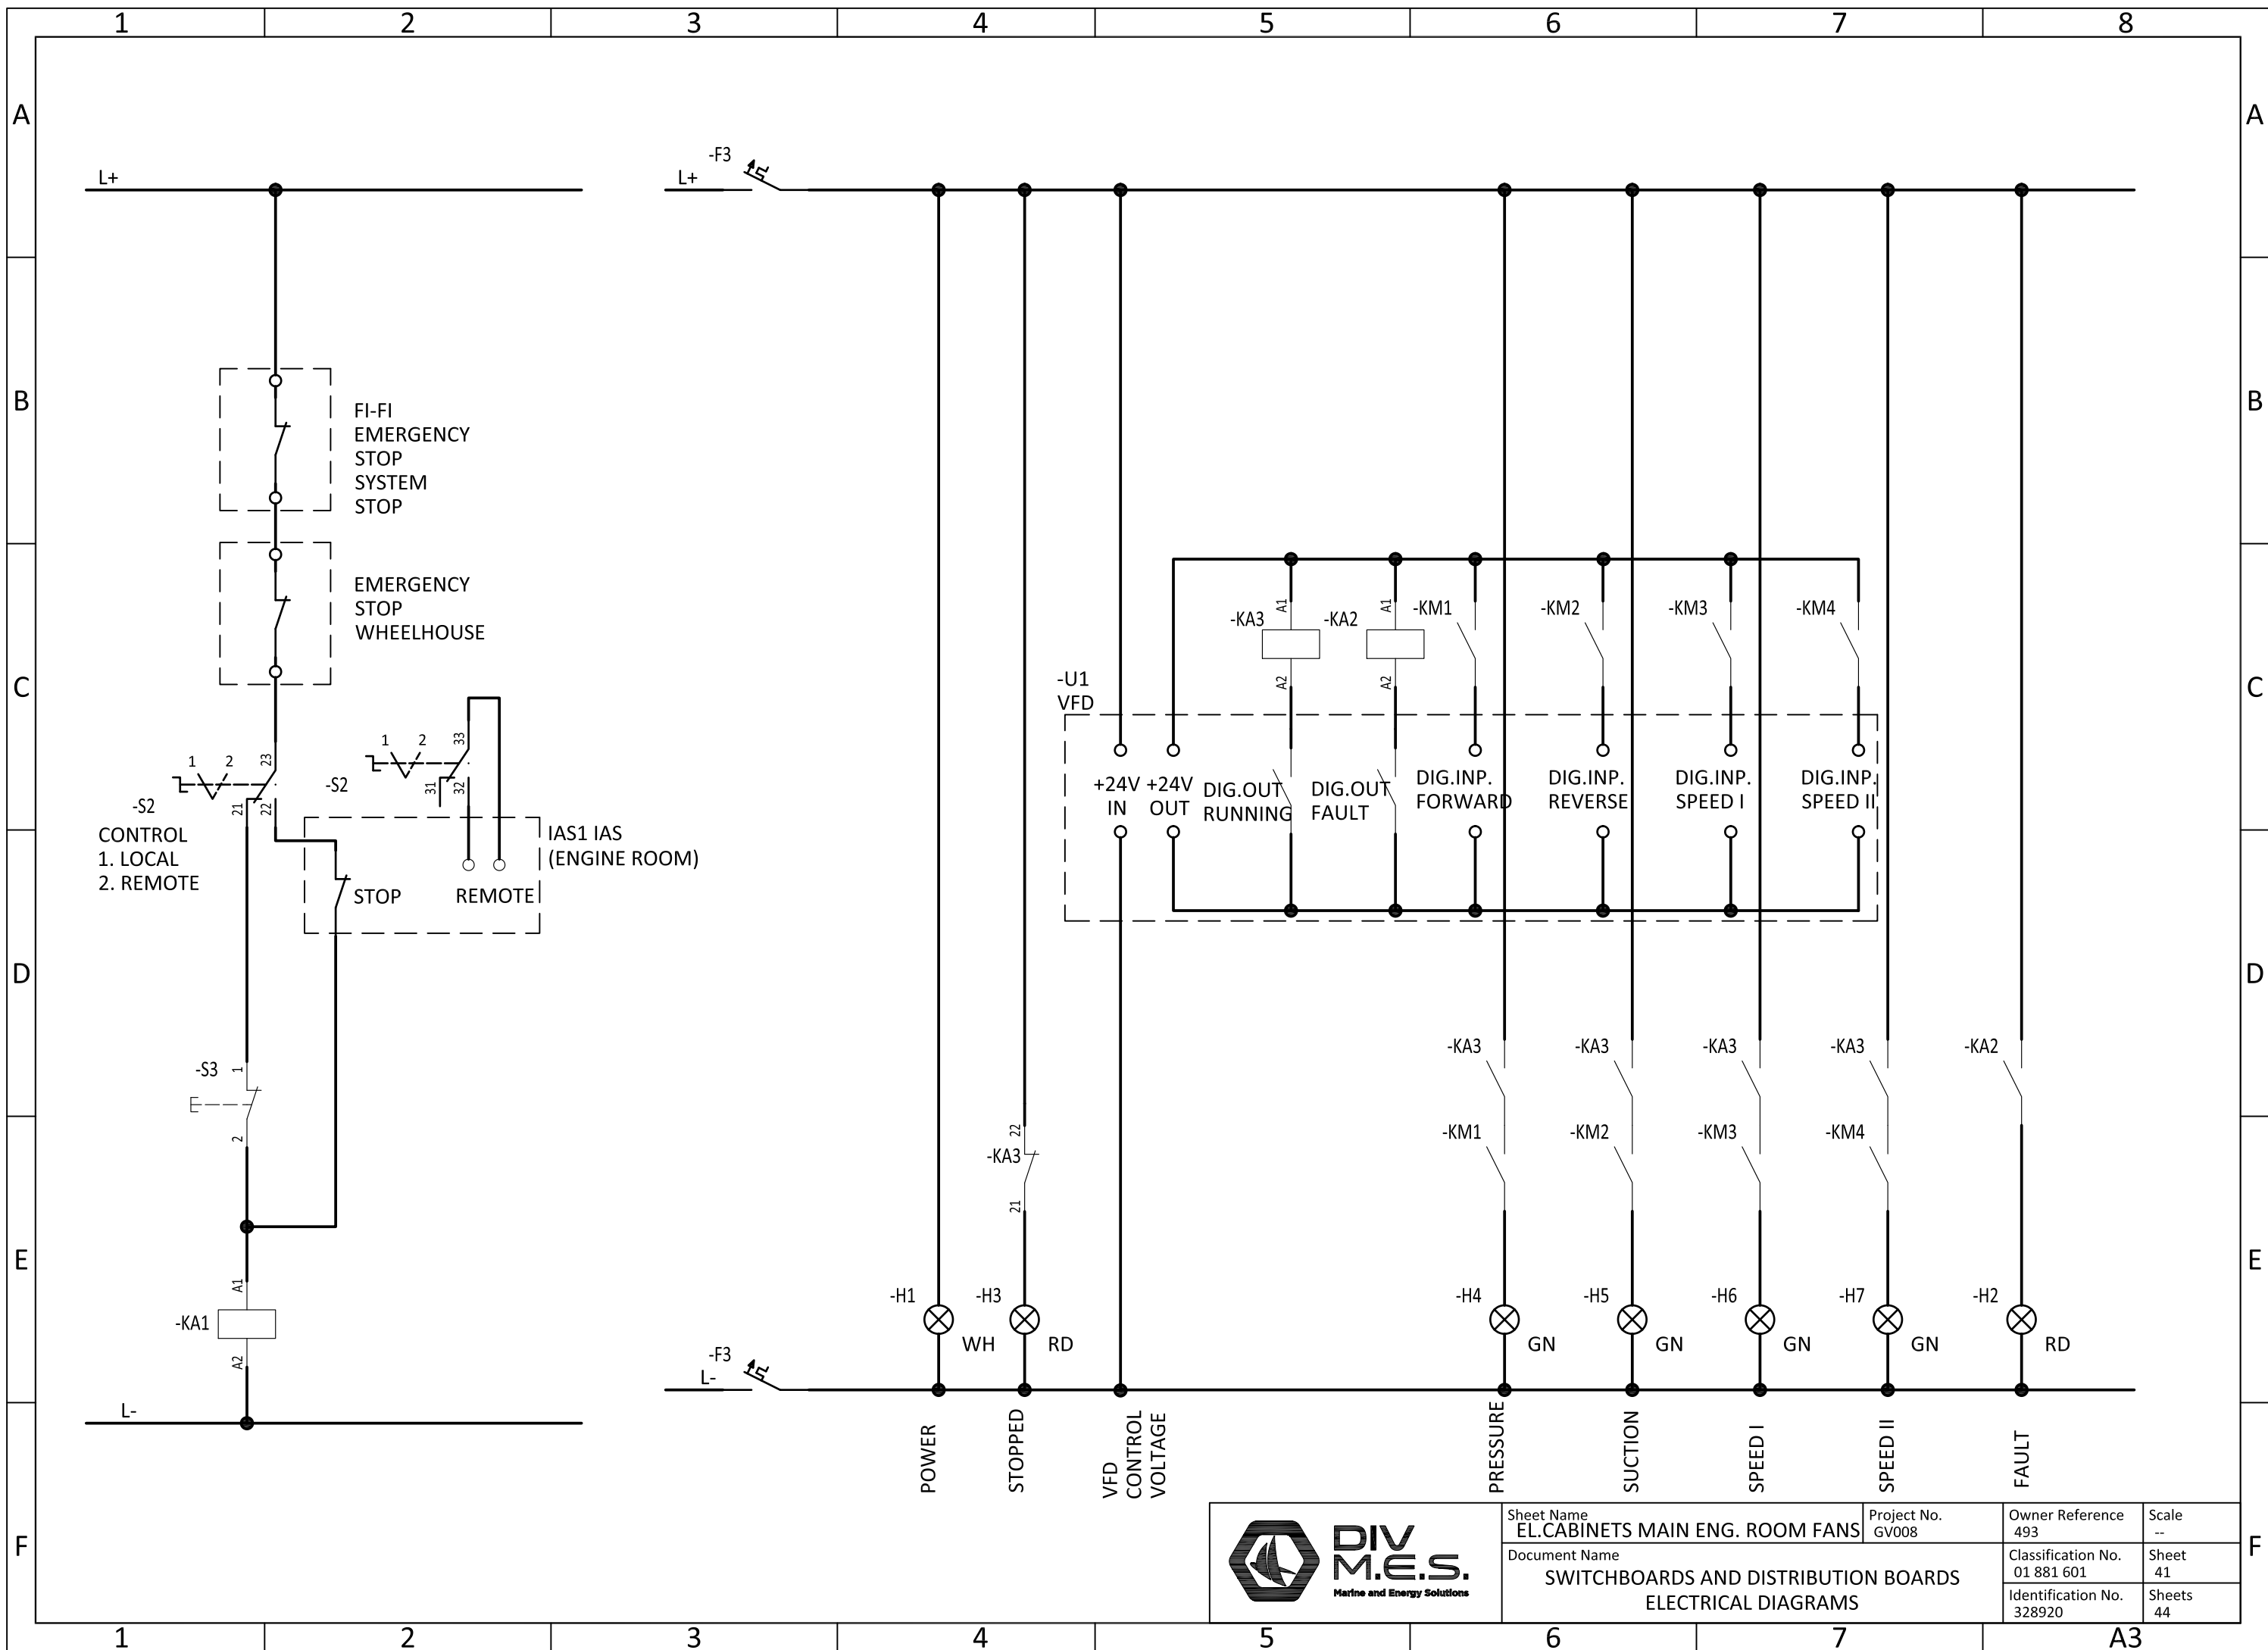 1 2 3 4 5 6 7 8
A A
-F3
L+ L+
B B
FI-FI
EMERGENCY
STOP
SYSTEM
STOP
EMERGENCY
STOP
WHEELHOUSE
-KA3 A1 -KA2 A1 -KM1 -KM2 -KM3 -KM4
A2 A2
C C
-U1
VFD
1 2 23
-S2
21 22
1 2 33
-S2
31 32
+24V
IN
+24V
OUT
DIG.OUT
RUNNING
DIG.OUT
FAULT
DIG.INP.
FORWARD
DIG.INP.
REVERSE
DIG.INP.
SPEED I
DIG.INP.
SPEED II
CONTROL
1. LOCAL
2. REMOTE
IAS1 IAS
(ENGINE ROOM)
STOP REMOTE
D D
-S3 1
2
-KA3 -KA3 -KA3 -KA3 -KA2
22
-KA3
21
-KM1 -KM2 -KM3 -KM4
E E
A1
-KA1
A2
-H1 -H3 -H4 -H5 -H6 -H7 -H2
WH RD GN GN GN GN RD
-F3
L-
L-
POWER
STOPPED
VFD
CONTROL
VOLTAGE
PRESSURE
SUCTION
SPEED I
SPEED II
FAULT
F F
DIV
M.E.S.
Marine and Energy Solutions
Sheet Name
EL.CABINETS MAIN ENG. ROOM FANS
Project No.
GV008
Owner Reference
493
Scale
--
Document Name
SWITCHBOARDS AND DISTRIBUTION BOARDS
ELECTRICAL DIAGRAMS
Classification No.
01 881 601
Sheet
41
Identification No.
328920
Sheets
44
1 2 3 4 5 6 7 A3